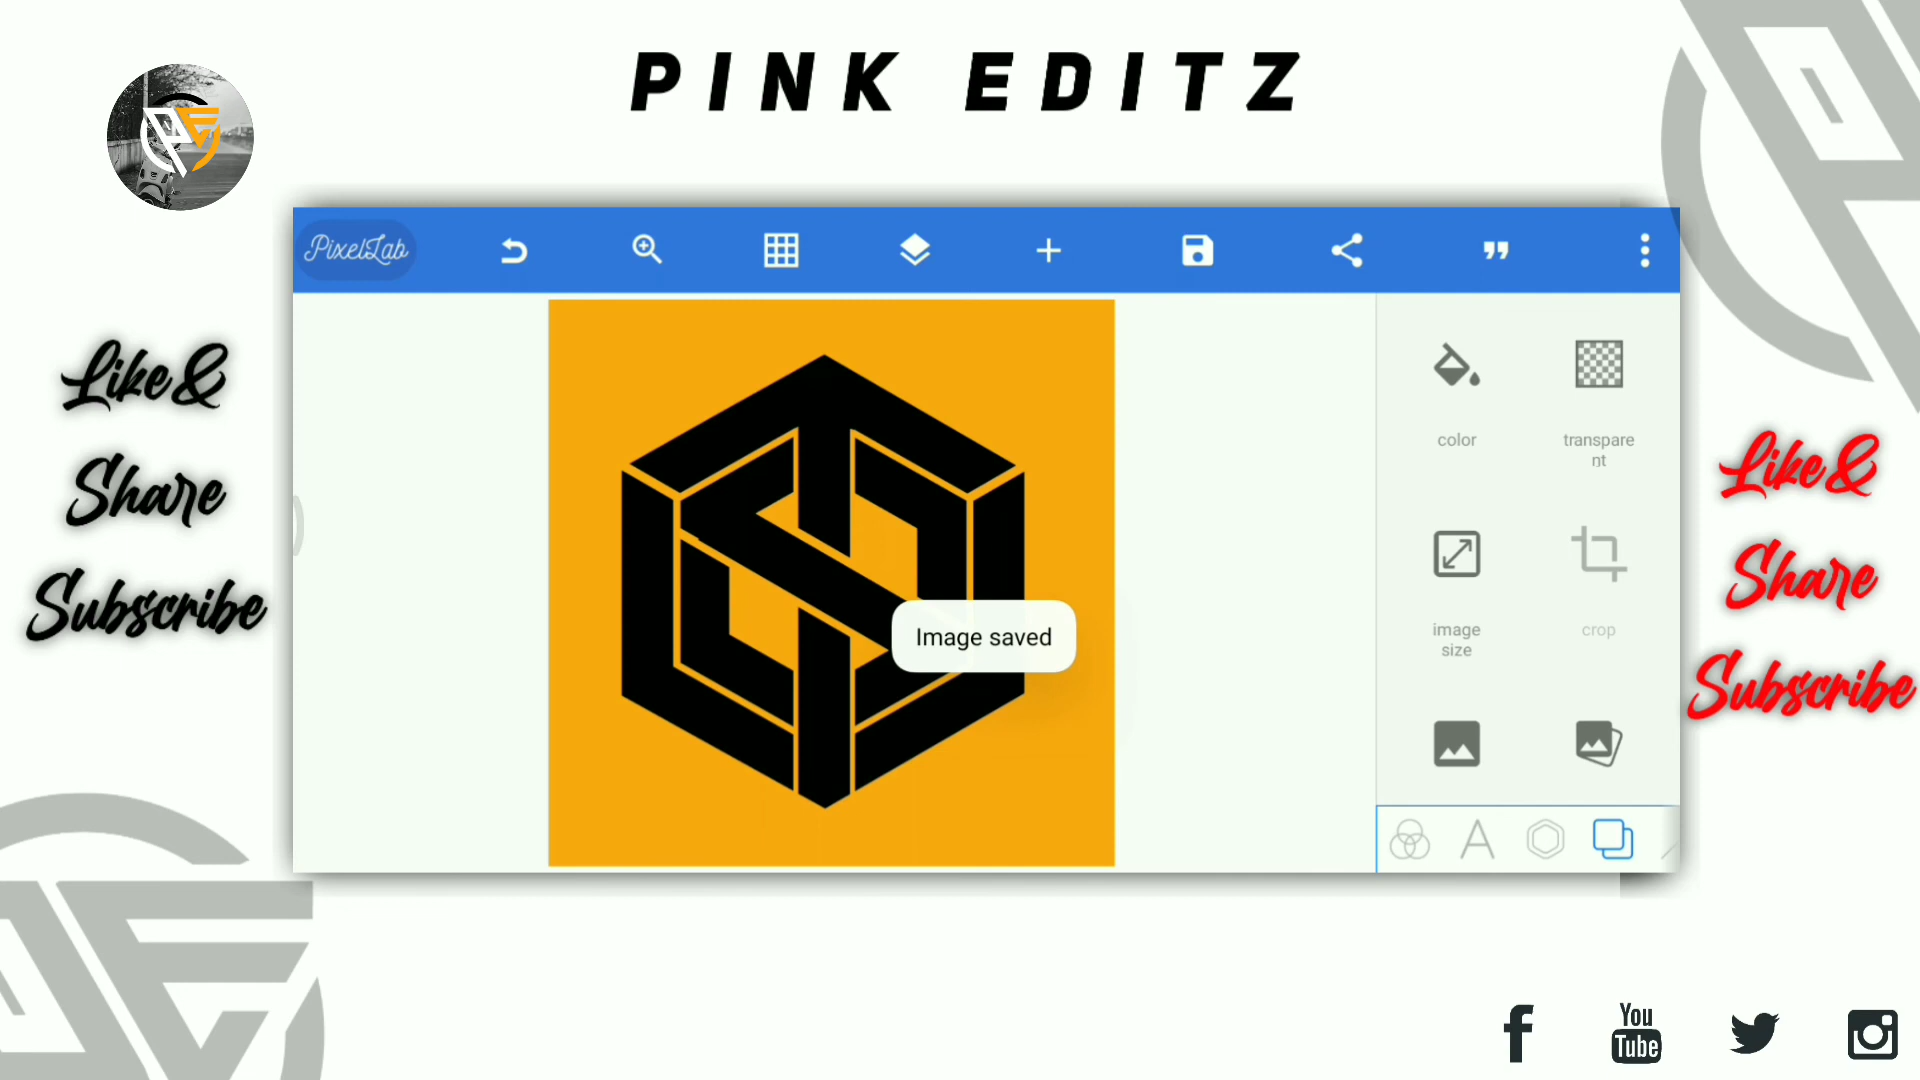 PINK EDITZ
PixelLab
Like&
Share
Subscribe
color
transpare
nt
image
size
crop
Image saved
Like&
Share
Subscribe
You
Tube